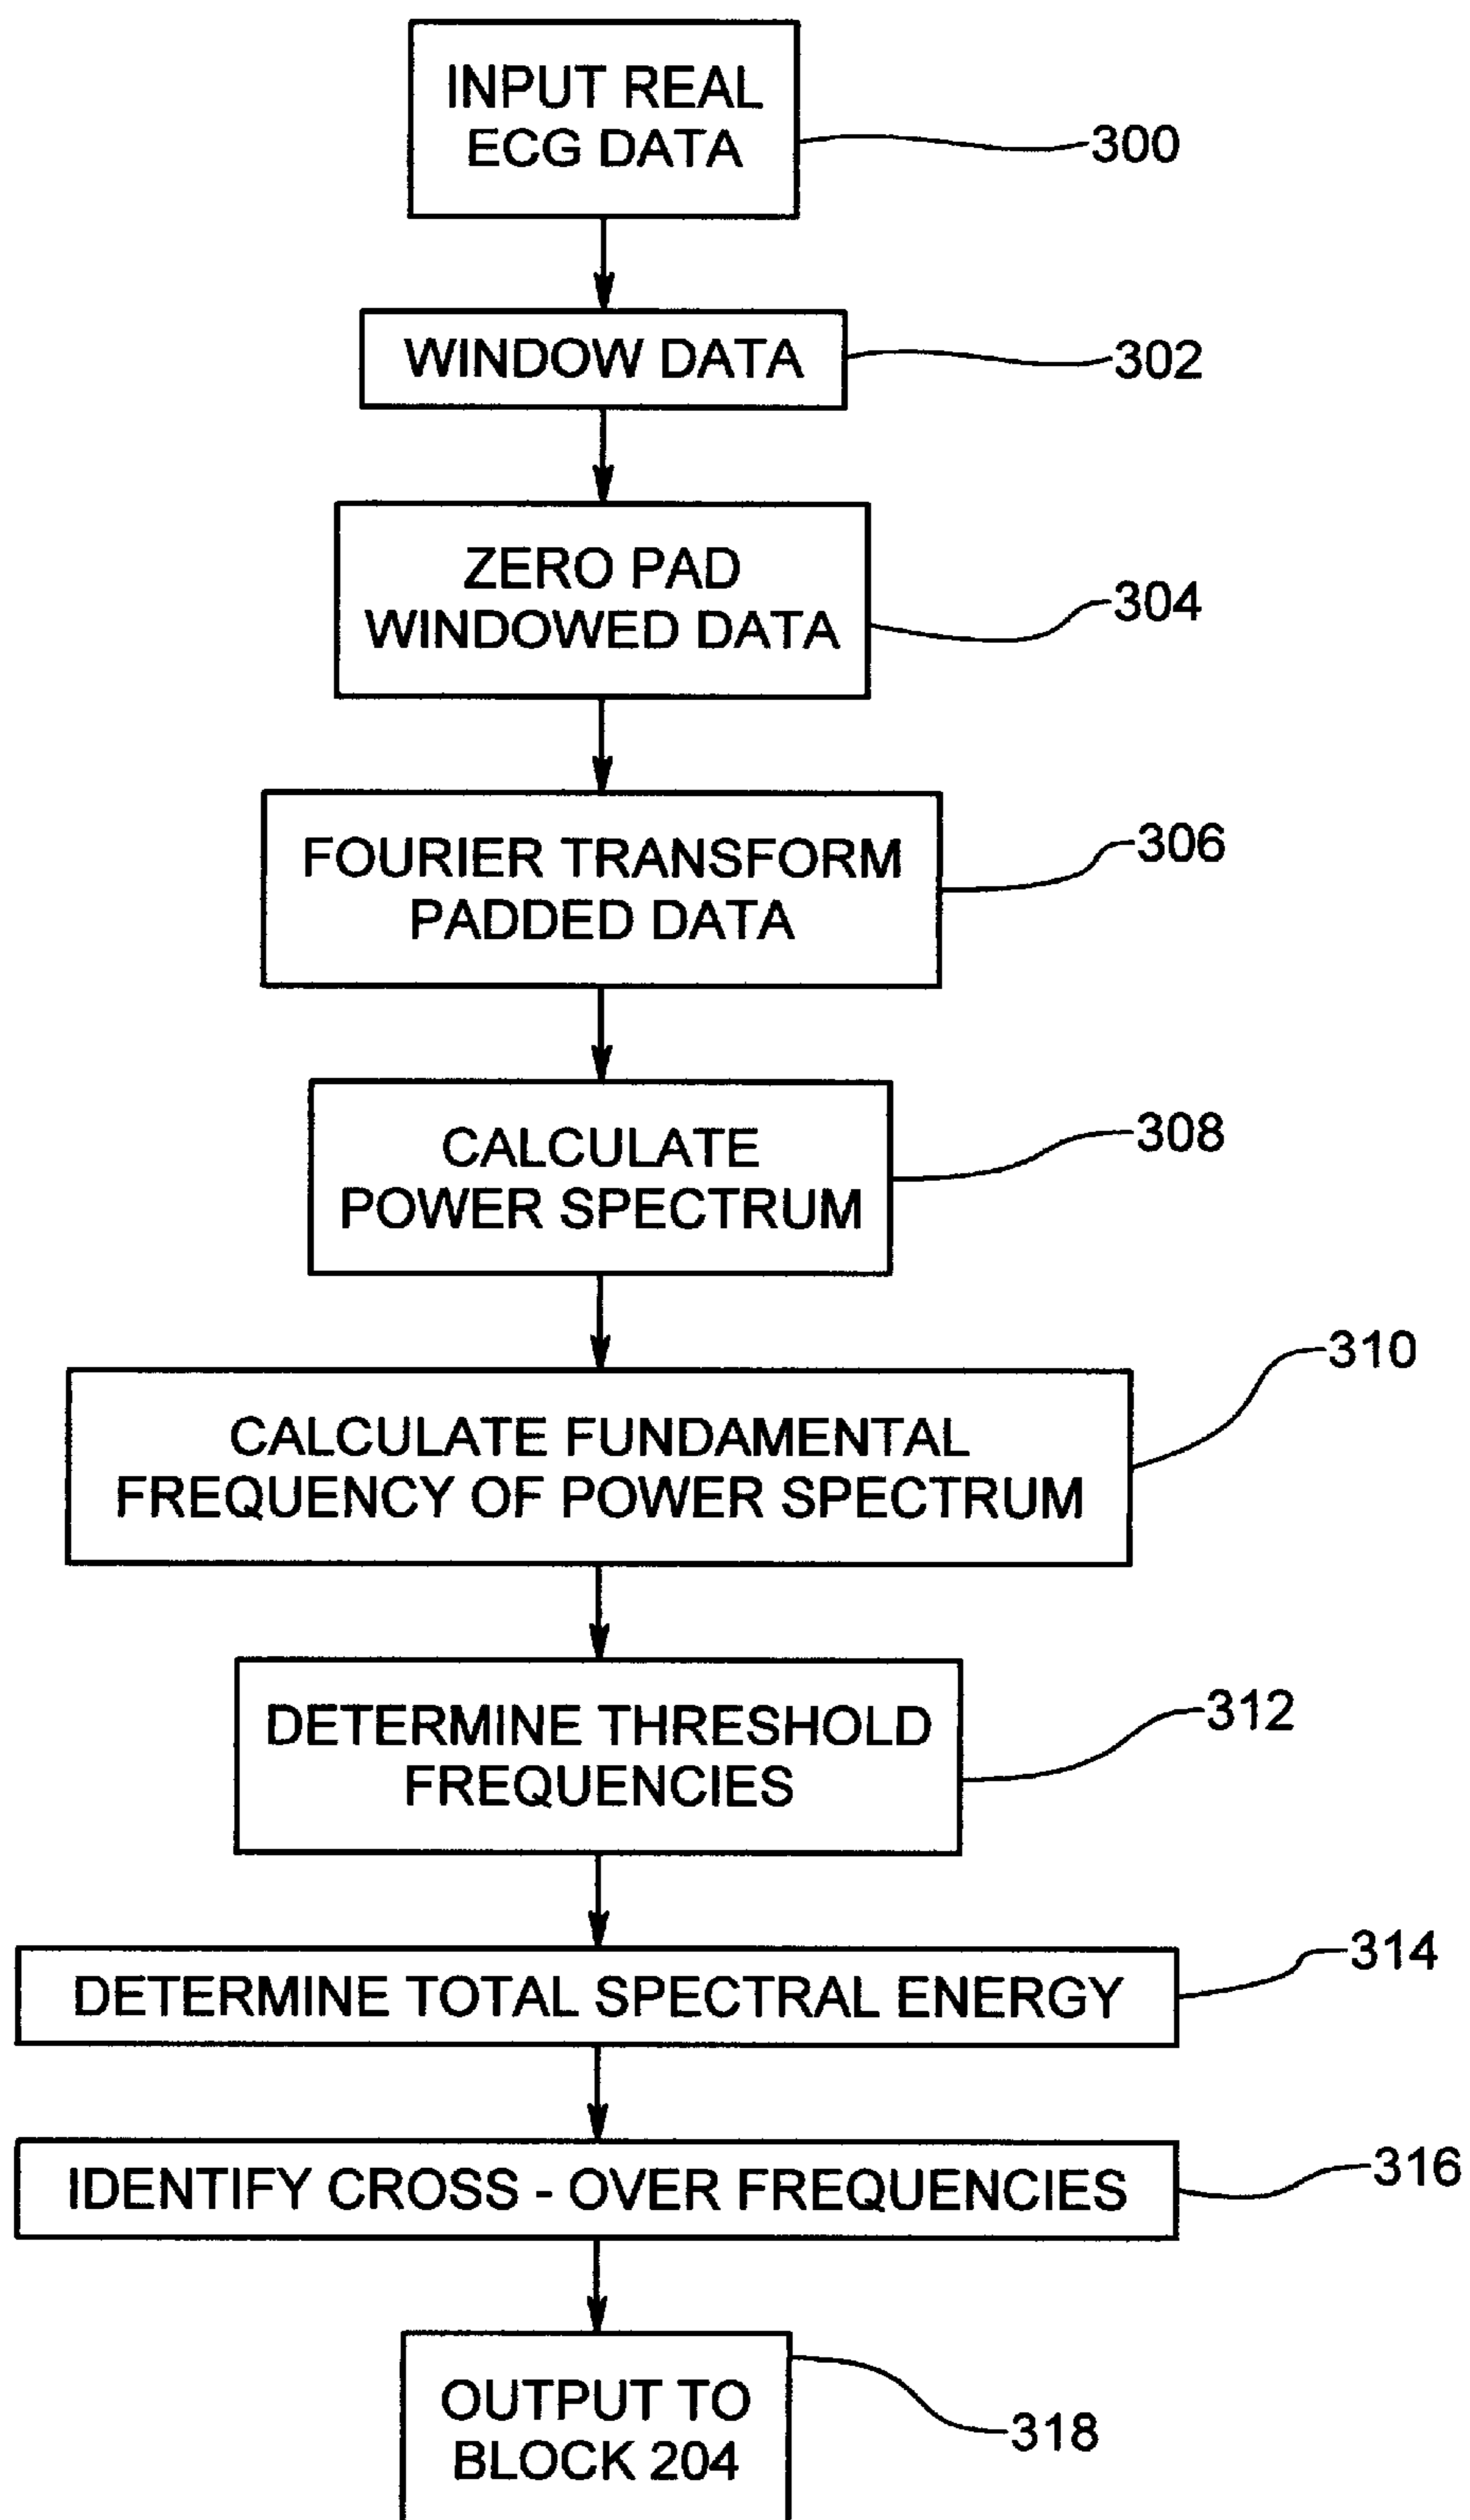 INPUT REAL
ECG DATA
300
WINDOW DATA
302
ZERO PAD
WINDOWED DATA
304
FOURIER TRANSFORM
PADDED DATA
306
CALCULATE
POWER SPECTRUM
308
CALCULATE FUNDAMENTAL
FREQUENCY OF POWER SPECTRUM
310
DETERMINE THRESHOLD
FREQUENCIES
312
DETERMINE TOTAL SPECTRAL ENERGY
314
IDENTIFY CROSS - OVER FREQUENCIES
316
OUTPUT TO
BLOCK 204
318